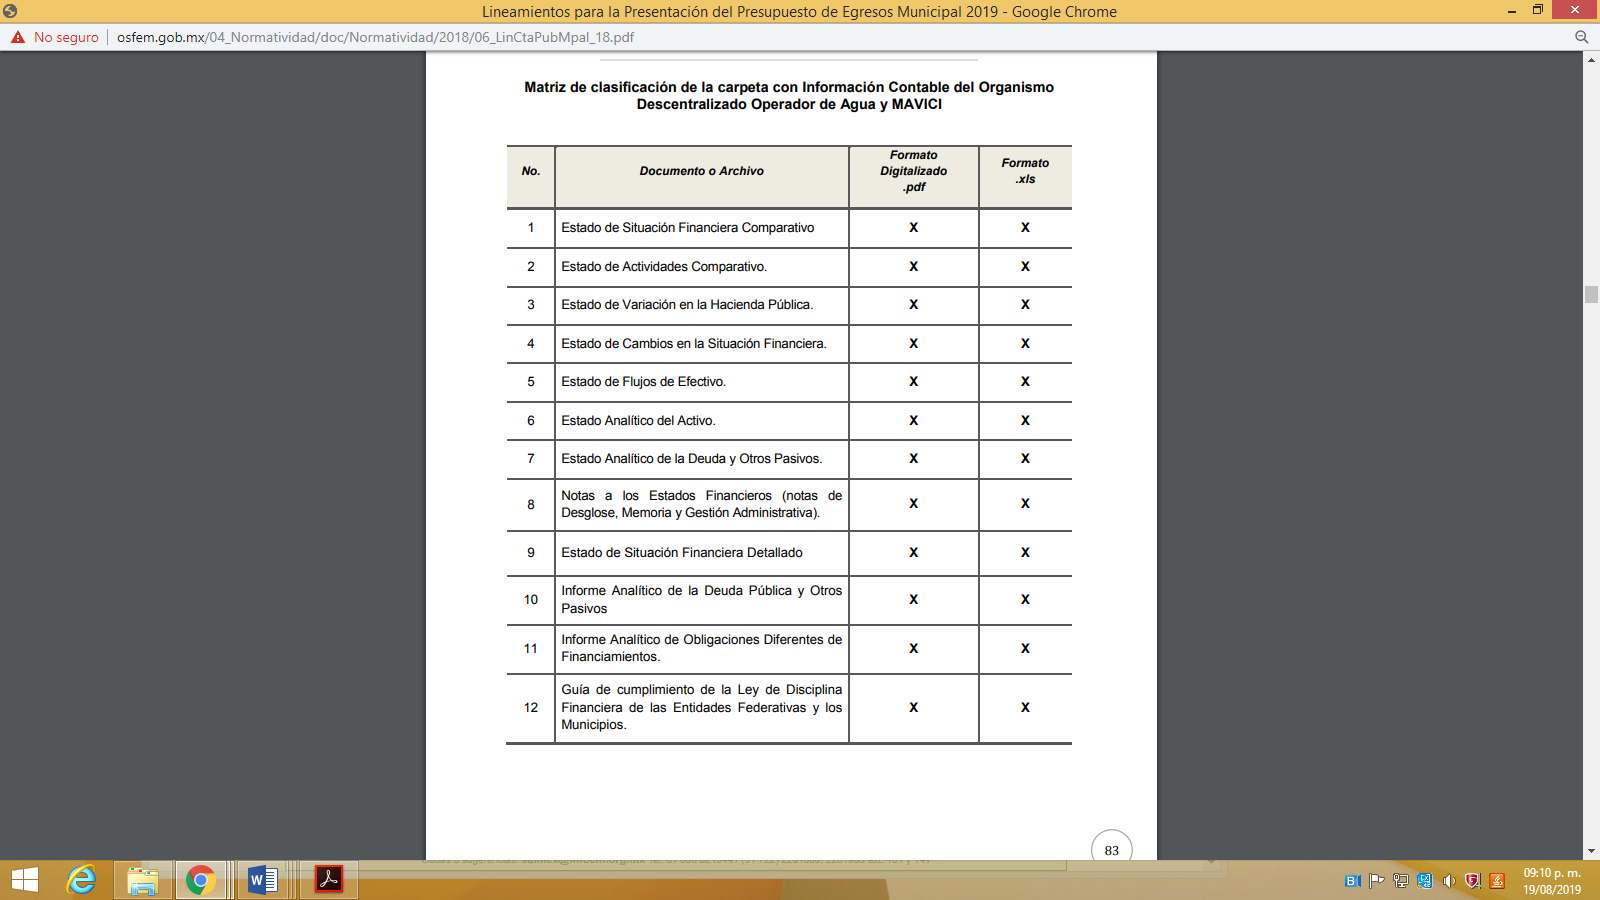 Lineamientos para la Presentación del Presupuesto de Egresos Municipal 2019 - Google Chrome
No seguro
osfem.gob.mx/04_Normatividad/doc/Normatividad/2018/06_LinCtaPubMpal_18.pdf
Matriz de clasificación de la carpeta con Información Contable del Organismo
Descentralizado Operador de Agua y MAVICI
No. Documento o Archivo Formato Digitalizado .pdf Formato .xls
1 Estado de Situación Financiera Comparativo X X
2 Estado de Actividades Comparativo. X X
3 Estado de Variación en la Hacienda Pública. X X
4 Estado de Cambios en la Situación Financiera. X X
5 Estado de Flujos de Efectivo. X X
6 Estado Analítico del Activo. X X
7 Estado Analítico de la Deuda y Otros Pasivos. X X
8 Notas a los Estados Financieros (notas de
Desglose, Memoria y Gestión Administrativa). X X
9 Estado de Situación Financiera Detallado X X
10 Informe Analítico de la Deuda Pública y Otros
Pasivos X X
11 Informe Analítico de Obligaciones Diferentes de
Financiamientos. X X
12 Guía de cumplimiento de la Ley de Disciplina
Financiera de las Entidades Federativas y los
Municipios. X X
83
09:10 p. m.
19/08/2019